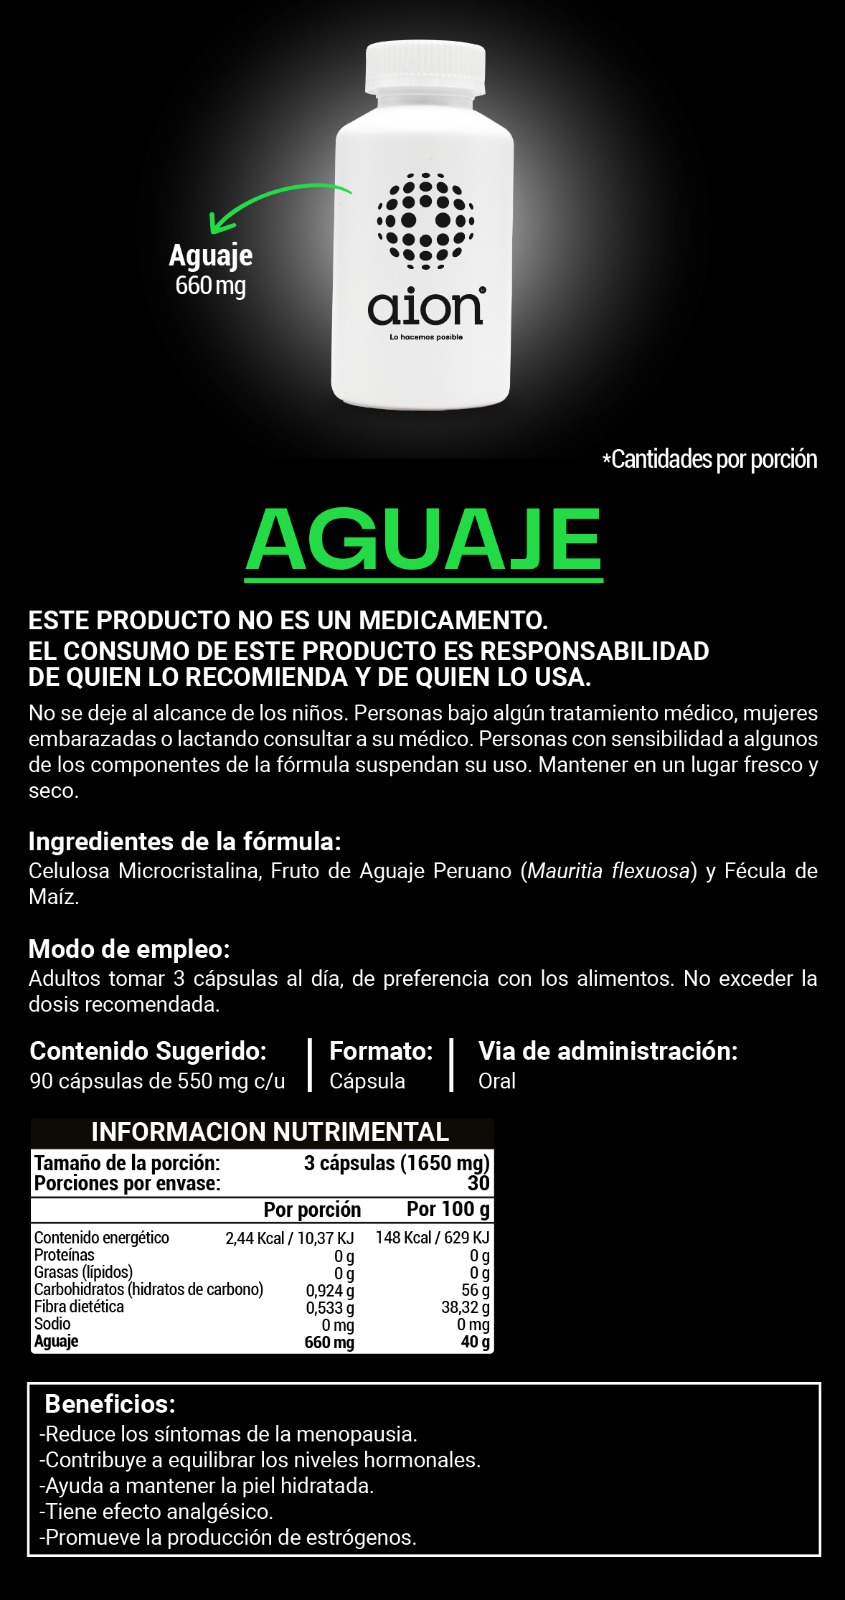 aion
Lo hacemos posible
Aguaje
660 mg
*Cantidades por porción
AGUAJE
ESTE PRODUCTO NO ES UN MEDICAMENTO.
EL CONSUMO DE ESTE PRODUCTO ES RESPONSABILIDAD
DE QUIEN LO RECOMIENDA Y DE QUIEN LO USA.
No se deje al alcance de los niños. Personas bajo algún tratamiento médico, mujeres
embarazadas o lactando consultar a su médico. Personas con sensibilidad a algunos
de los componentes de la fórmula suspendan su uso. Mantener en un lugar fresco y
seco.
Ingredientes de la fórmula:
Celulosa Microcristalina, Fruto de Aguaje Peruano (Mauritia flexuosa) y Fécula de
Maíz.
Modo de empleo:
Adultos tomar 3 cápsulas al día, de preferencia con los alimentos. No exceder la
dosis recomendada.
Contenido Sugerido:
90 cápsulas de 550 mg c/u
Formato:
Cápsula
Via de administración:
Oral
INFORMACION NUTRIMENTAL
Tamaño de la porción: 3 cápsulas (1650 mg)
Porciones por envase: 30
Por porción Por 100 g
Contenido energético 2,44 Kcal / 10,37 KJ 148 Kcal / 629 KJ
Proteínas 0 g 0 g
Grasas (lípidos) 0 g 0 g
Carbohidratos (hidratos de carbono) 0,924 g 56 g
Fibra dietética 0,533 g 38,32 g
Sodio 0 mg 0 mg
Aguaje 660 mg 40 g
Beneficios:
-Reduce los síntomas de la menopausia.
-Contribuye a equilibrar los niveles hormonales.
-Ayuda a mantener la piel hidratada.
-Tiene efecto analgésico.
-Promueve la producción de estrógenos.